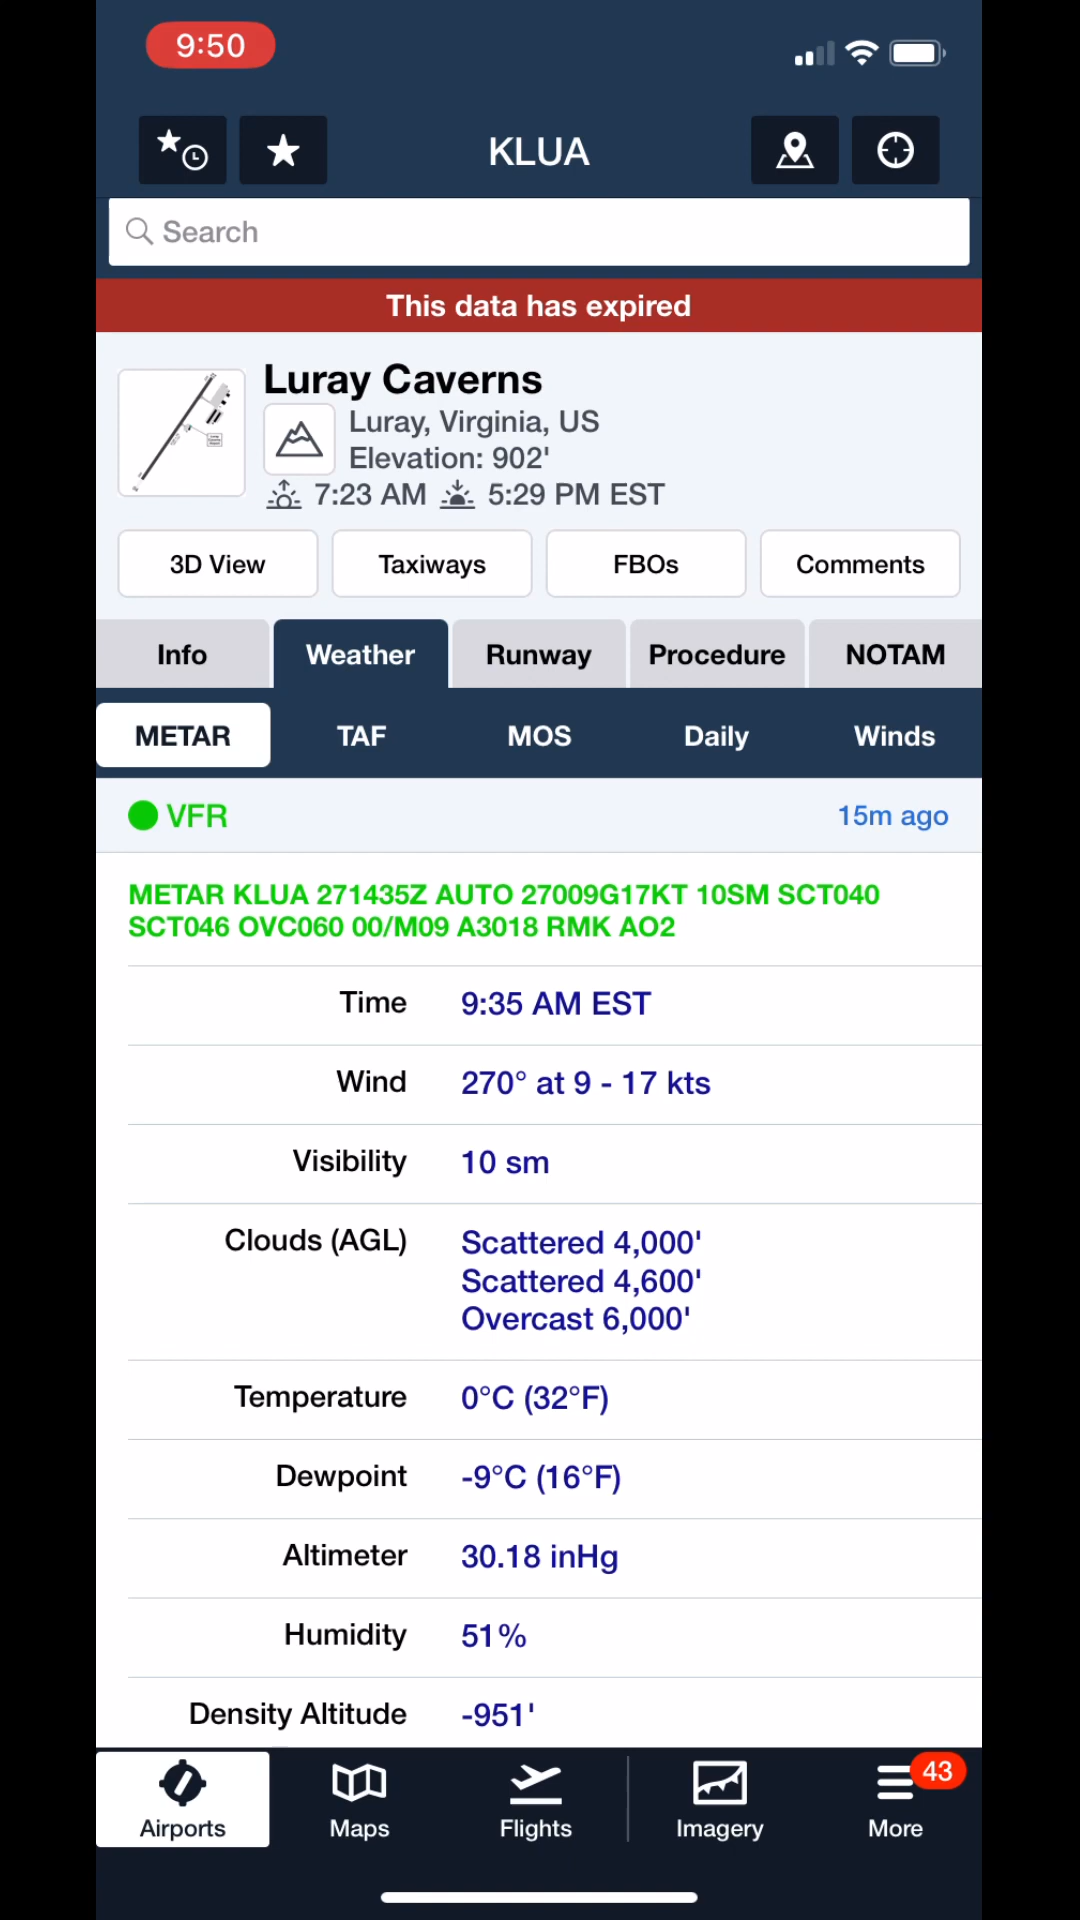 9:50
KLUA
Search
This data has expired
Luray Caverns
Luray, Virginia, US
Elevation: 902'
7:23 AM 5:29 PM EST
3D View Taxiways FBOs Comments
Info Weather Runway Procedure NOTAM
METAR TAF MOS Daily Winds
VFR 15m ago
METAR KLUA 271435Z AUTO 27009G17KT 10SM SCT040
SCT046 OVC060 00/M09 A3018 RMK AO2
Time 9:35 AM EST
Wind 270° at 9 - 17 kts
Visibility 10 sm
Clouds (AGL) Scattered 4,000'
Scattered 4,600'
Overcast 6,000'
Temperature 0°C (32°F)
Dewpoint -9°C (16°F)
Altimeter 30.18 inHg
Humidity 51%
Density Altitude -951'
43
Airports Maps Flights Imagery More